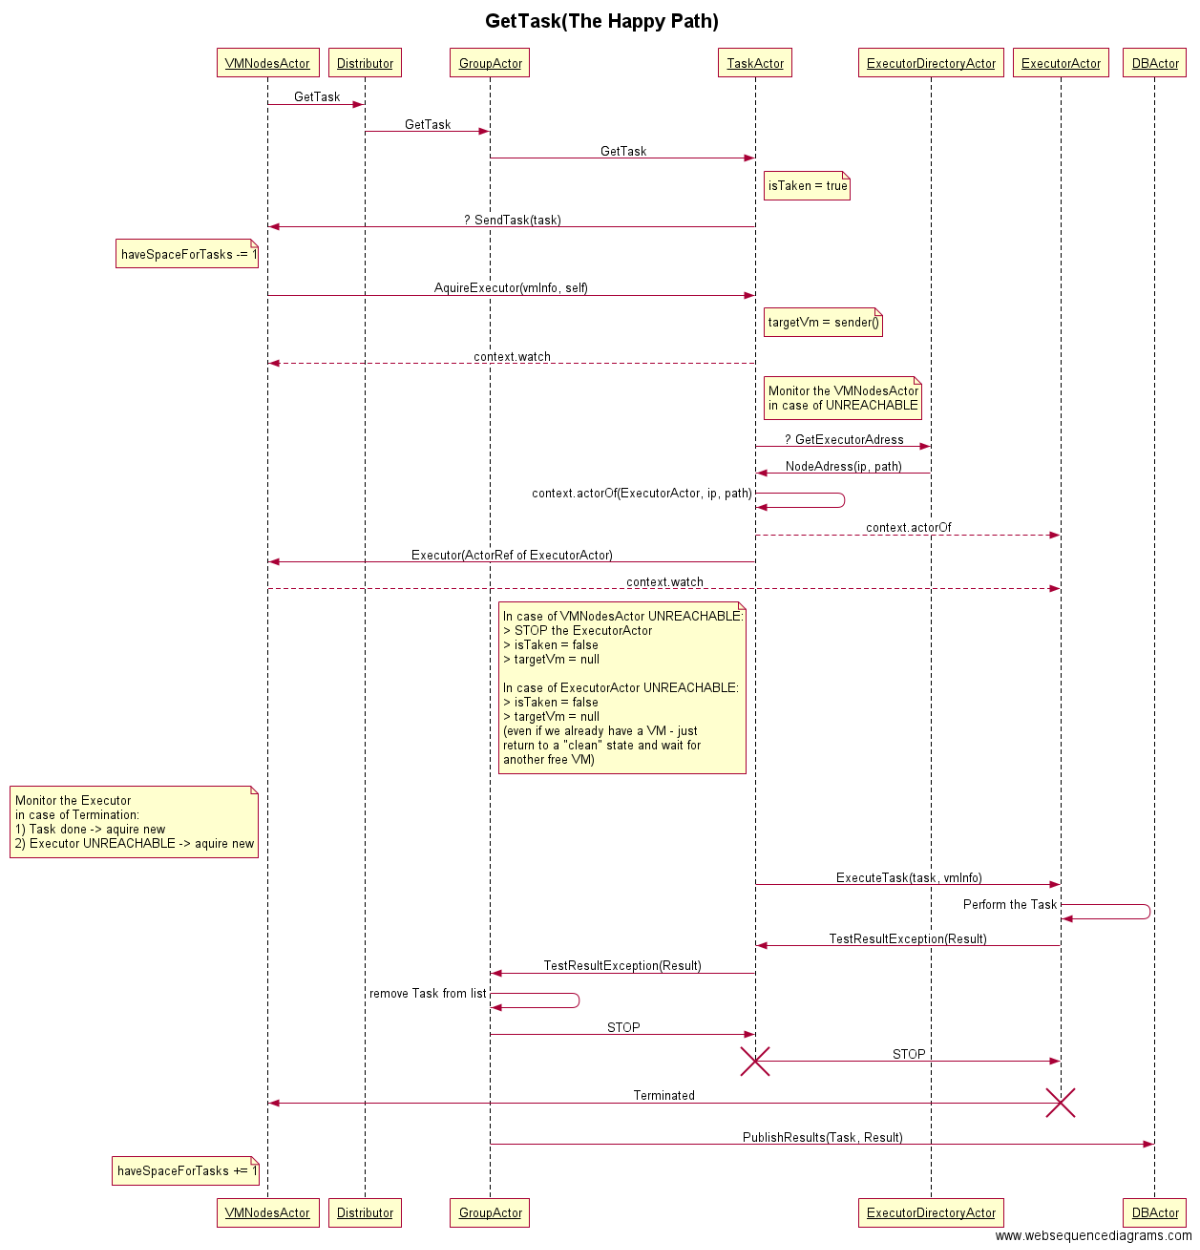 GetTask(The Happy Path)
VMNodesActor
Distributor
GroupActor
TaskActor
ExecutorDirectoryActor
ExecutorActor
DBActor
GetTask
GetTask
GetTask
isTaken = true
? SendTask(task)
haveSpaceForTasks -= 1
AquireExecutor(vmInfo, self)
targetVm = sender()
context.watch
Monitor the VMNodesActor
in case of UNREACHABLE
? GetExecutorAdress
NodeAdress(ip, path)
context.actorOf(ExecutorActor, ip, path)
context.actorOf
Executor(ActorRef of ExecutorActor)
context.watch
In case of VMNodesActor UNREACHABLE:
> STOP the ExecutorActor
> isTaken = false
> targetVm = null
In case of ExecutorActor UNREACHABLE:
> isTaken = false
> targetVm = null
(even if we already have a VM - just
return to a "clean" state and wait for
another free VM)
Monitor the Executor
in case of Termination:
1) Task done -> aquire new
2) Executor UNREACHABLE -> aquire new
ExecuteTask(task, vmInfo)
Perform the Task
TestResultException(Result)
TestResultException(Result)
remove Task from list
STOP
STOP
Terminated
PublishResults(Task, Result)
haveSpaceForTasks += 1
VMNodesActor
Distributor
GroupActor
ExecutorDirectoryActor
DBActor
www.websequencediagrams.com